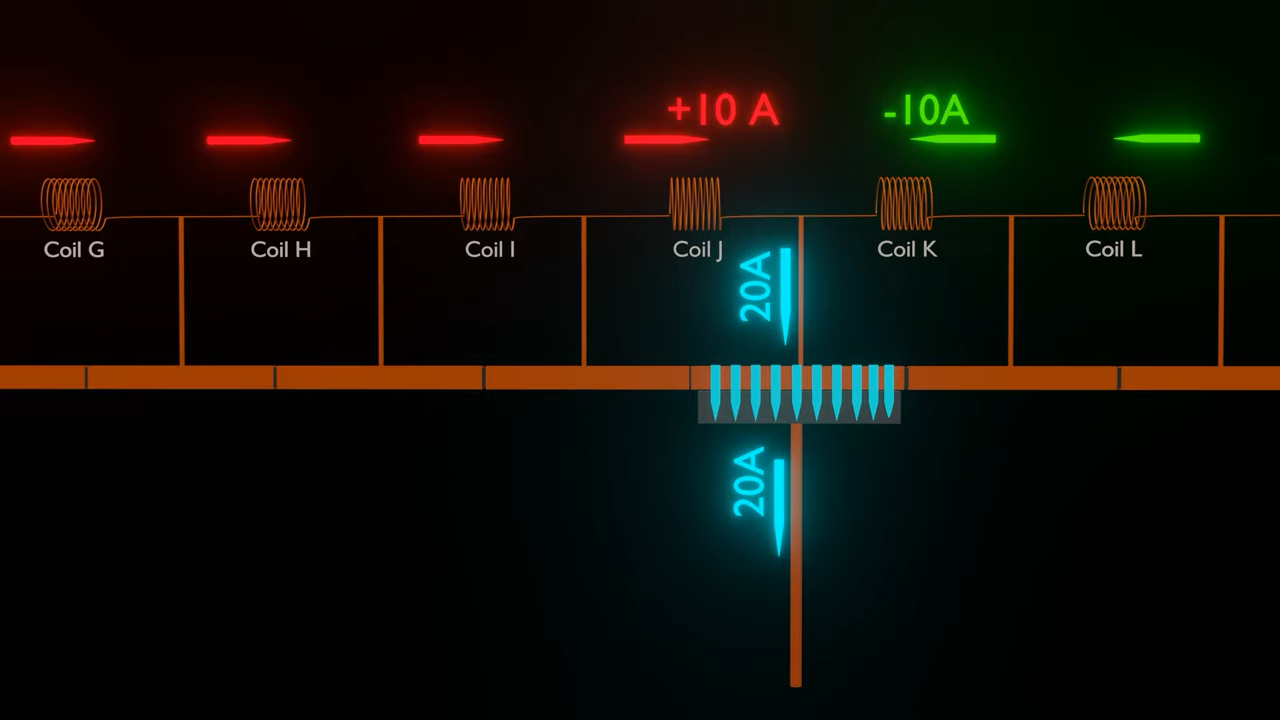 +10 A
-10A
Coil G
Coil H
Coil I
Coil J
Coil K
Coil L
20A
20A